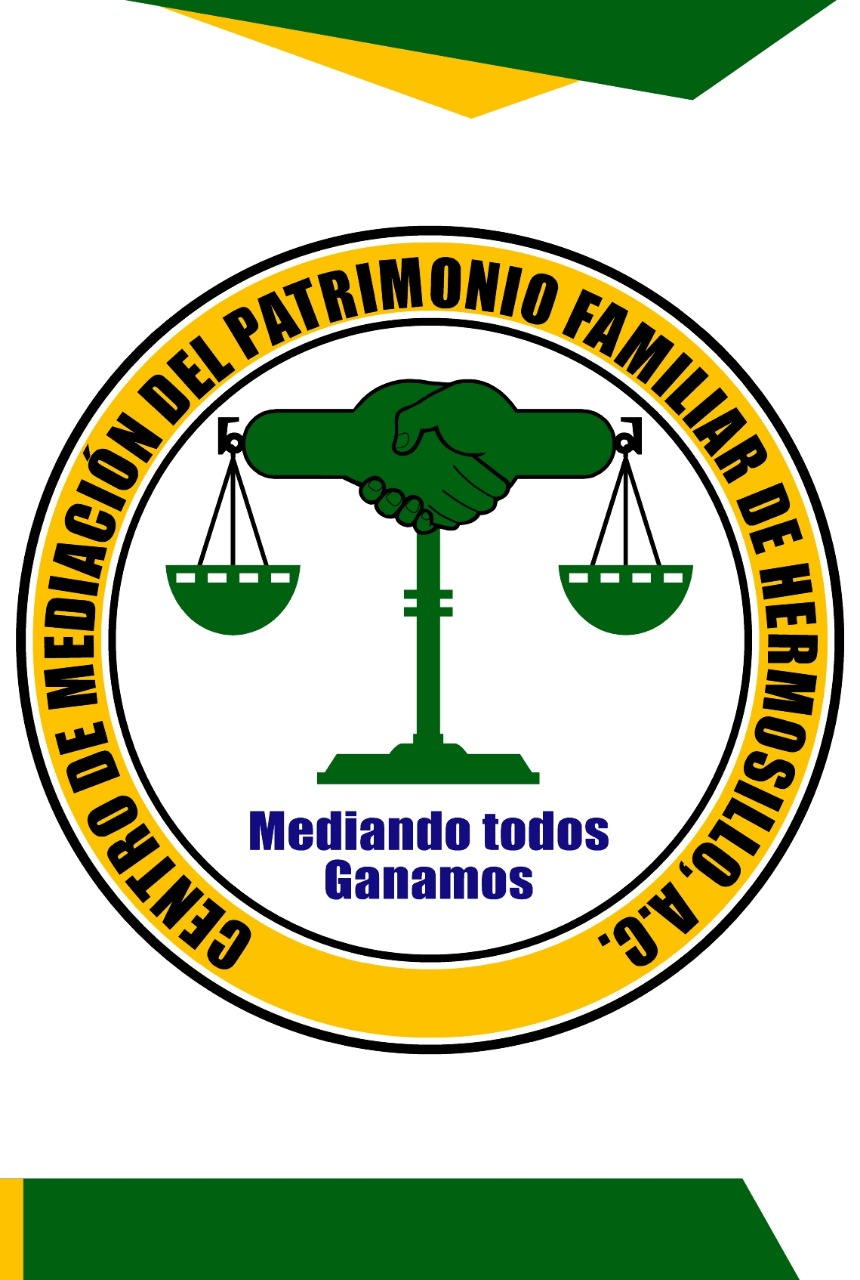 CENTRO DE MEDIACIÓN DEL PATRIMONIO FAMILIAR DE HERMOSILLO, A.C.
Mediando todos
Ganamos